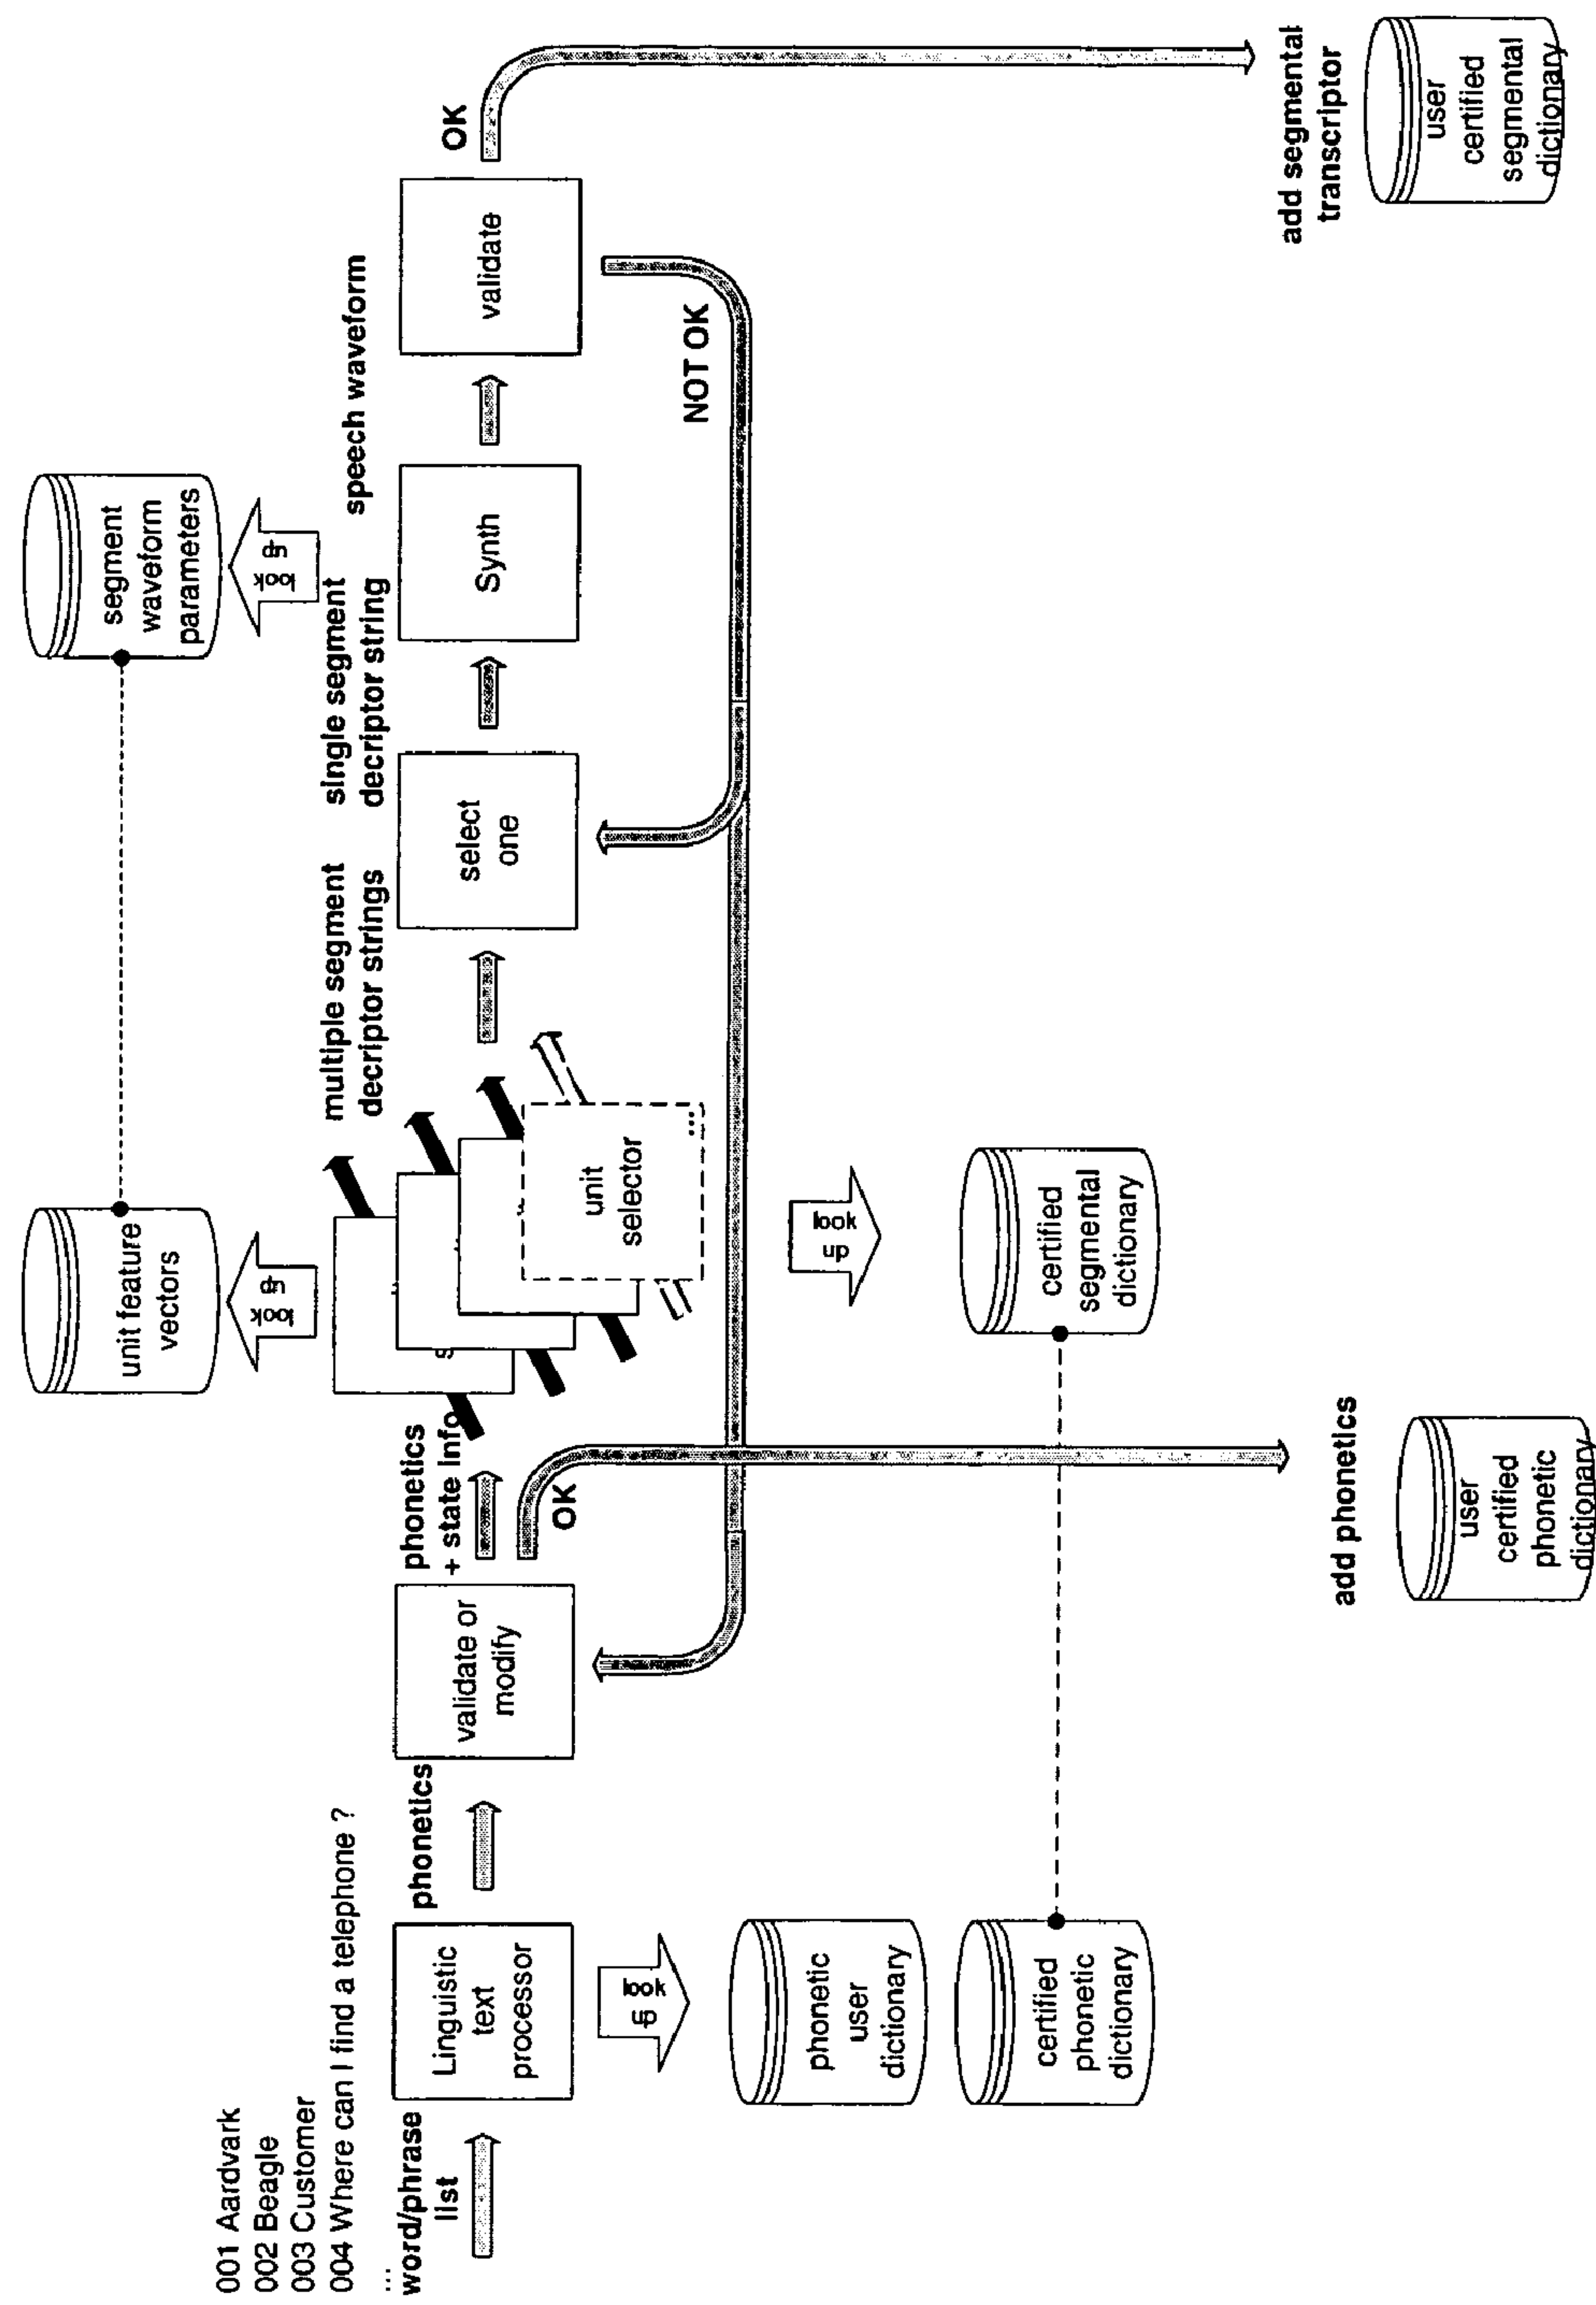 001 Aardvark
002 Beagle
003 Customer
004 Where can I find a telephone ?
...
word/phrase
list
Linguistic
text
processor
look
up
phonetic
user
dictionary
certified
phonetic
dictionary
phonetics
validate or
modify
phonetics
+ state Info
OK
add phonetics
user
certified
phonetic
dictionary
unit feature
vectors
look
up
s
unit
selector
...
look
up
certified
segmental
dictionary
multiple segment
decriptor strings
select
one
single segment
decriptor string
segment
waveform
parameters
look
up
Synth
speech waveform
validate
NOT OK
OK
add segmental
transcriptor
user
certified
segmental
dictionary